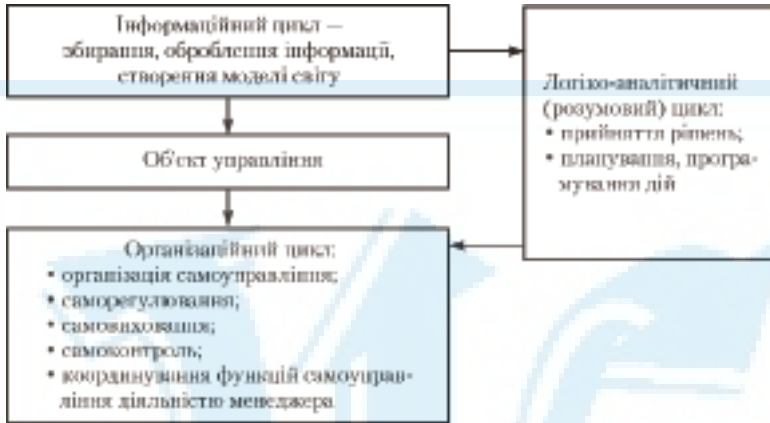 Інформаційний цикл –
збирання, оброблення інформації,
створення моделі світу
Об'єкт управління
Організаційний цикл:
• організація самоуправління;
• саморегулювання;
• самовиховання;
• самоконтроль;
• координування функцій самоуправ-
ління діяльністю менеджера
Логіко-аналітичний
(розумовий) цикл:
• прийняття рішень;
• планування, програ-
мування дій